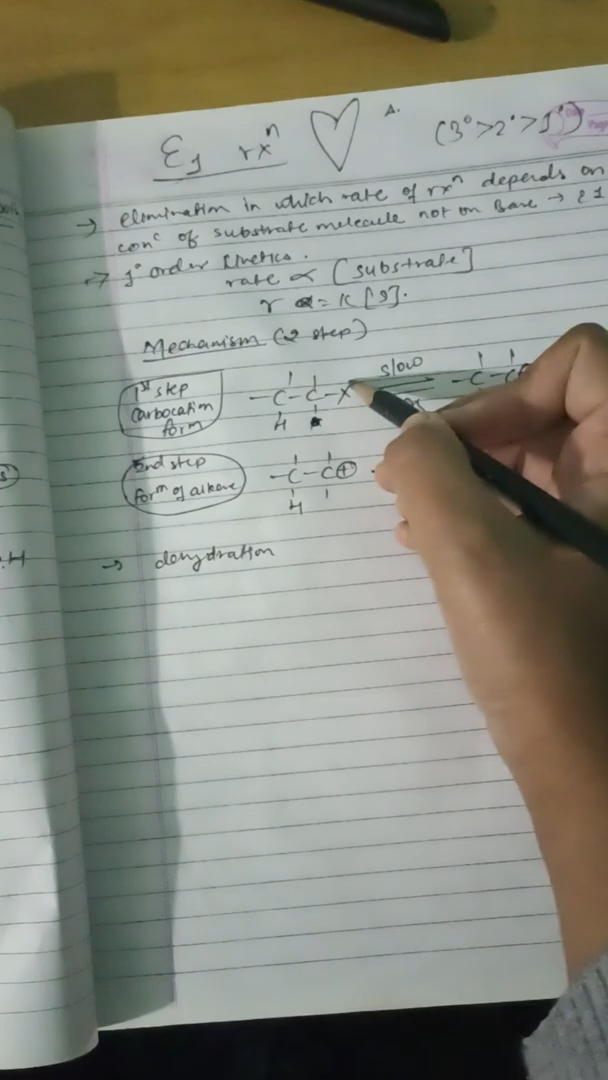 E1 rxn A. (3°>2°>1°)
→ elimination in which rate of rxn depends on
conc of substrate molecule not on Base → E1
→ 1° order kinetics.
rate ∝ [substrate]
r = K[S].
Mechanism (2 step)
1st step
Carbocation
form
-C-C-X
H
slow
-C-C
2nd step
formn of alkene
-C-C⊕
H
→ dehydration